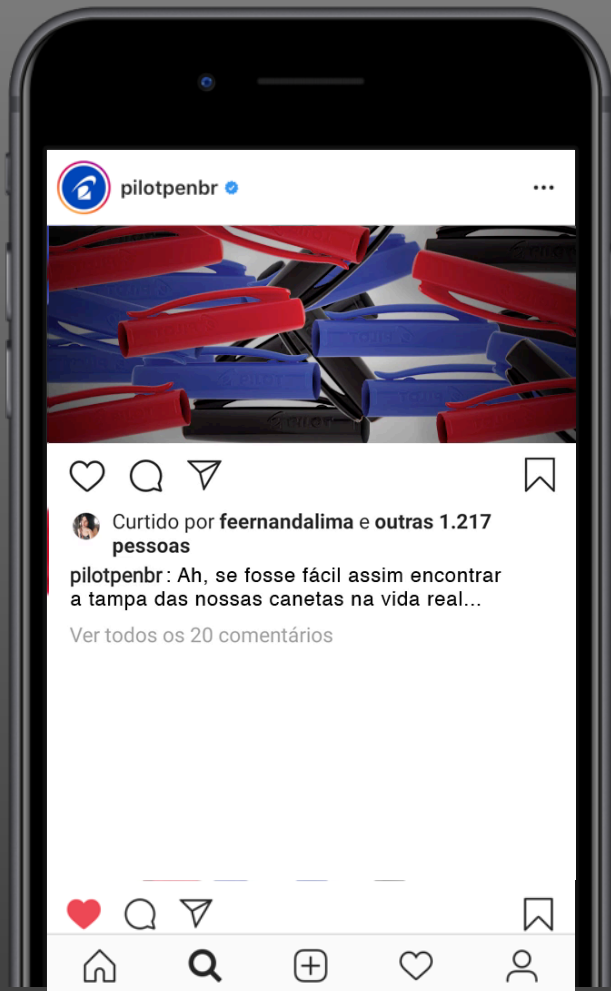 pilotpenbr
PILOT
Curtido por feernandalima e outras 1.217
pessoas
pilotpenbr : Ah, se fosse fácil assim encontrar
a tampa das nossas canetas na vida real...
Ver todos os 20 comentários